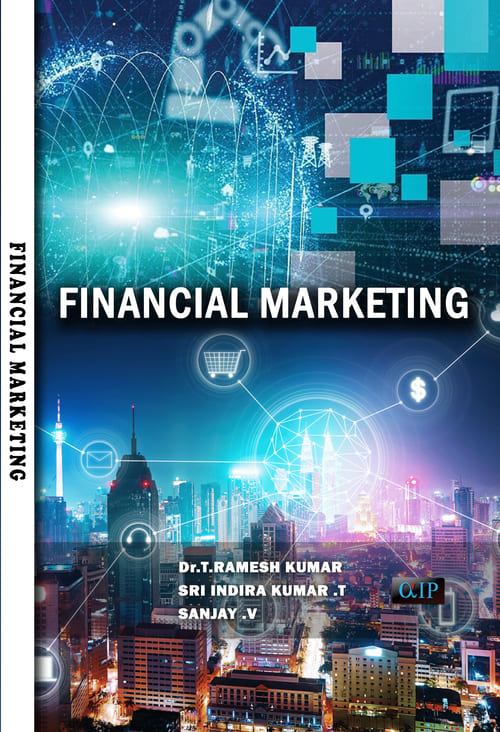 FINANCIAL MARKETING
FINANCIAL MARKETING
$
Dr.T.RAMESH KUMAR
SRI INDIRA KUMAR .T
SANJAY .V
αIP